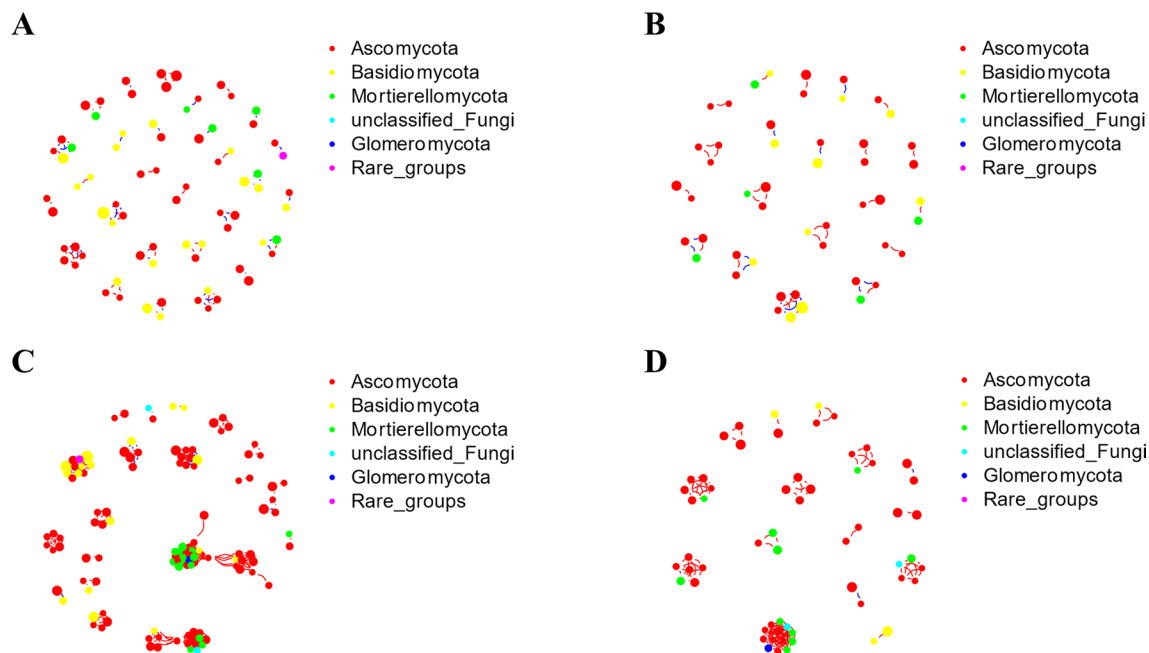 A
Ascomycota
Basidiomycota
Mortierellomycota
unclassified_Fungi
Glomeromycota
Rare_groups
B
Ascomycota
Basidiomycota
Mortierellomycota
unclassified_Fungi
Glomeromycota
Rare_groups
C
Ascomycota
Basidiomycota
Mortierellomycota
unclassified_Fungi
Glomeromycota
Rare_groups
D
Ascomycota
Basidiomycota
Mortierellomycota
unclassified_Fungi
Glomeromycota
Rare_groups